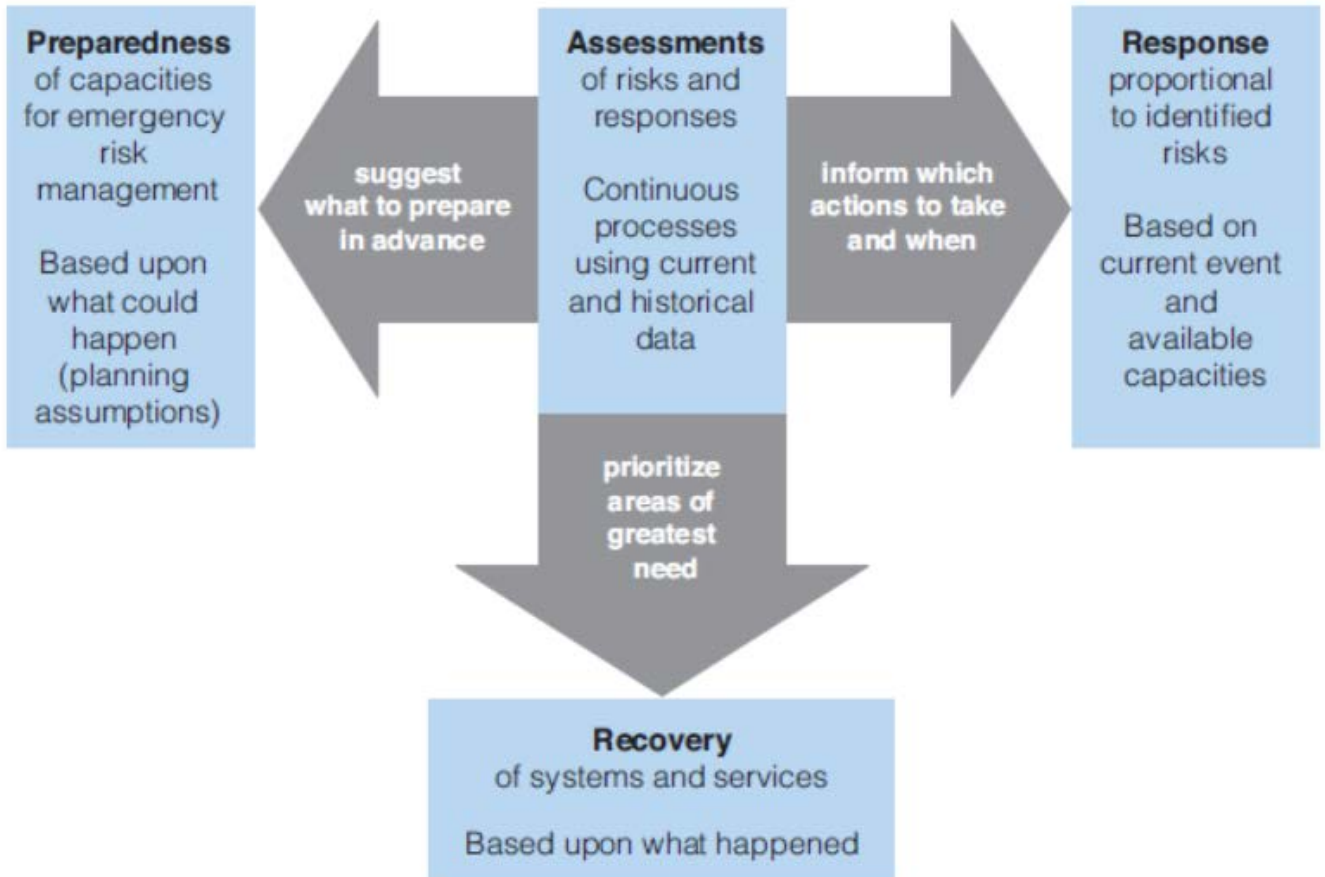 Preparedness
of capacities
for emergency
risk
management
Based upon
what could
happen
(planning
assumptions)
suggest
what to prepare
in advance
Assessments
of risks and
responses
Continuous
processes
using current
and historical
data
inform which
actions to take
and when
Response
proportional
to identified
risks
Based on
current event
and
available
capacities
prioritize
areas of
greatest
need
Recovery
of systems and services
Based upon what happened